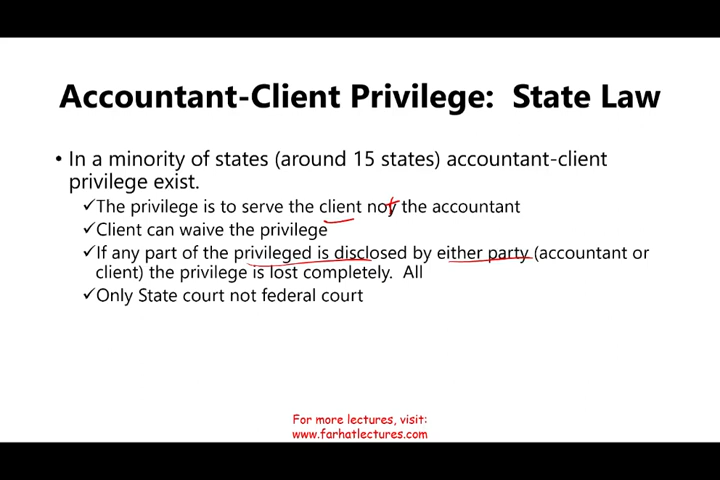 Accountant-Client Privilege: State Law
• In a minority of states (around 15 states) accountant-client
privilege exist.
✓The privilege is to serve the client not the accountant
✓Client can waive the privilege
✓If any part of the privileged is disclosed by either party (accountant or
client) the privilege is lost completely. All
✓Only State court not federal court
For more lectures, visit:
www.farhatlectures.com